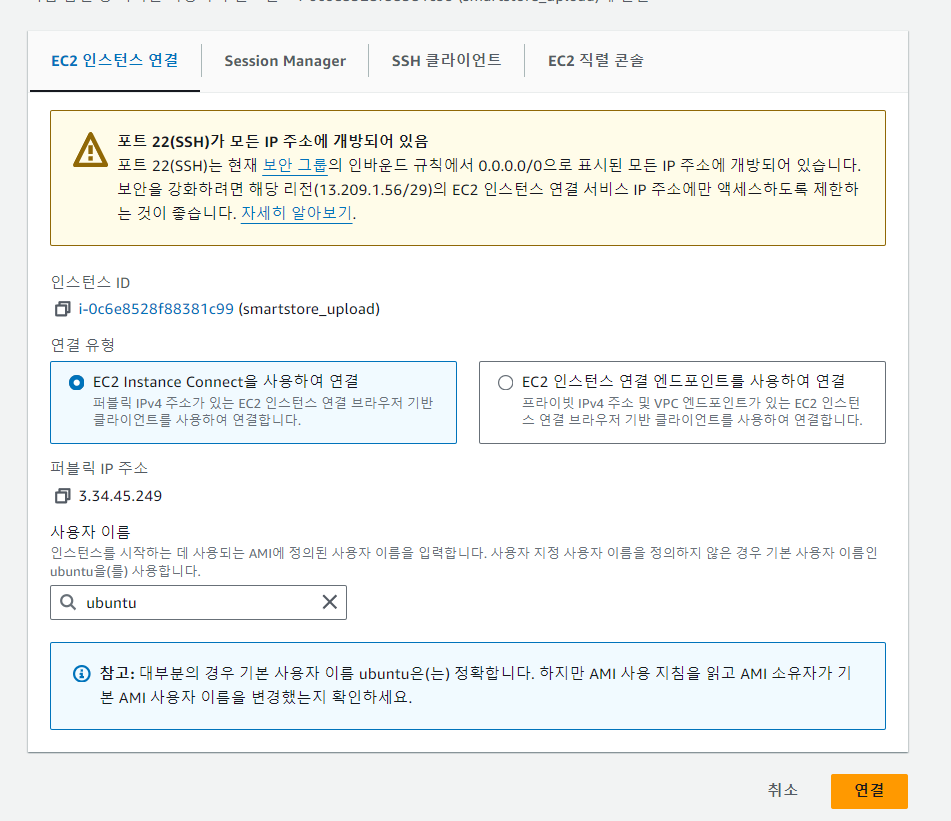 EC2 인스턴스 연결
Session Manager
SSH 클라이언트
EC2 직렬 콘솔
포트 22(SSH)가 모든 IP 주소에 개방되어 있음
포트 22(SSH)는 현재 보안 그룹의 인바운드 규칙에서 0.0.0.0/0으로 표시된 모든 IP 주소에 개방되어 있습니다.
보안을 강화하려면 해당 리전(13.209.1.56/29)의 EC2 인스턴스 연결 서비스 IP 주소에만 액세스하도록 제한하
는 것이 좋습니다. 자세히 알아보기.
인스턴스 ID
i-0c6e8528f88381c99 (smartstore_upload)
연결 유형
EC2 Instance Connect을 사용하여 연결
퍼블릭 IPv4 주소가 있는 EC2 인스턴스 연결 브라우저 기반
클라이언트를 사용하여 연결합니다.
EC2 인스턴스 연결 엔드포인트를 사용하여 연결
프라이빗 IPv4 주소 및 VPC 엔드포인트가 있는 EC2 인스턴
스 연결 브라우저 기반 클라이언트를 사용하여 연결합니다.
퍼블릭 IP 주소
3.34.45.249
사용자 이름
인스턴스를 시작하는 데 사용되는 AMI에 정의된 사용자 이름을 입력합니다. 사용자 지정 사용자 이름을 정의하지 않은 경우 기본 사용자 이름인
ubuntu을(를) 사용합니다.
ubuntu
참고: 대부분의 경우 기본 사용자 이름 ubuntu은(는) 정확합니다. 하지만 AMI 사용 지침을 읽고 AMI 소유자가 기
본 AMI 사용자 이름을 변경했는지 확인하세요.
취소
연결